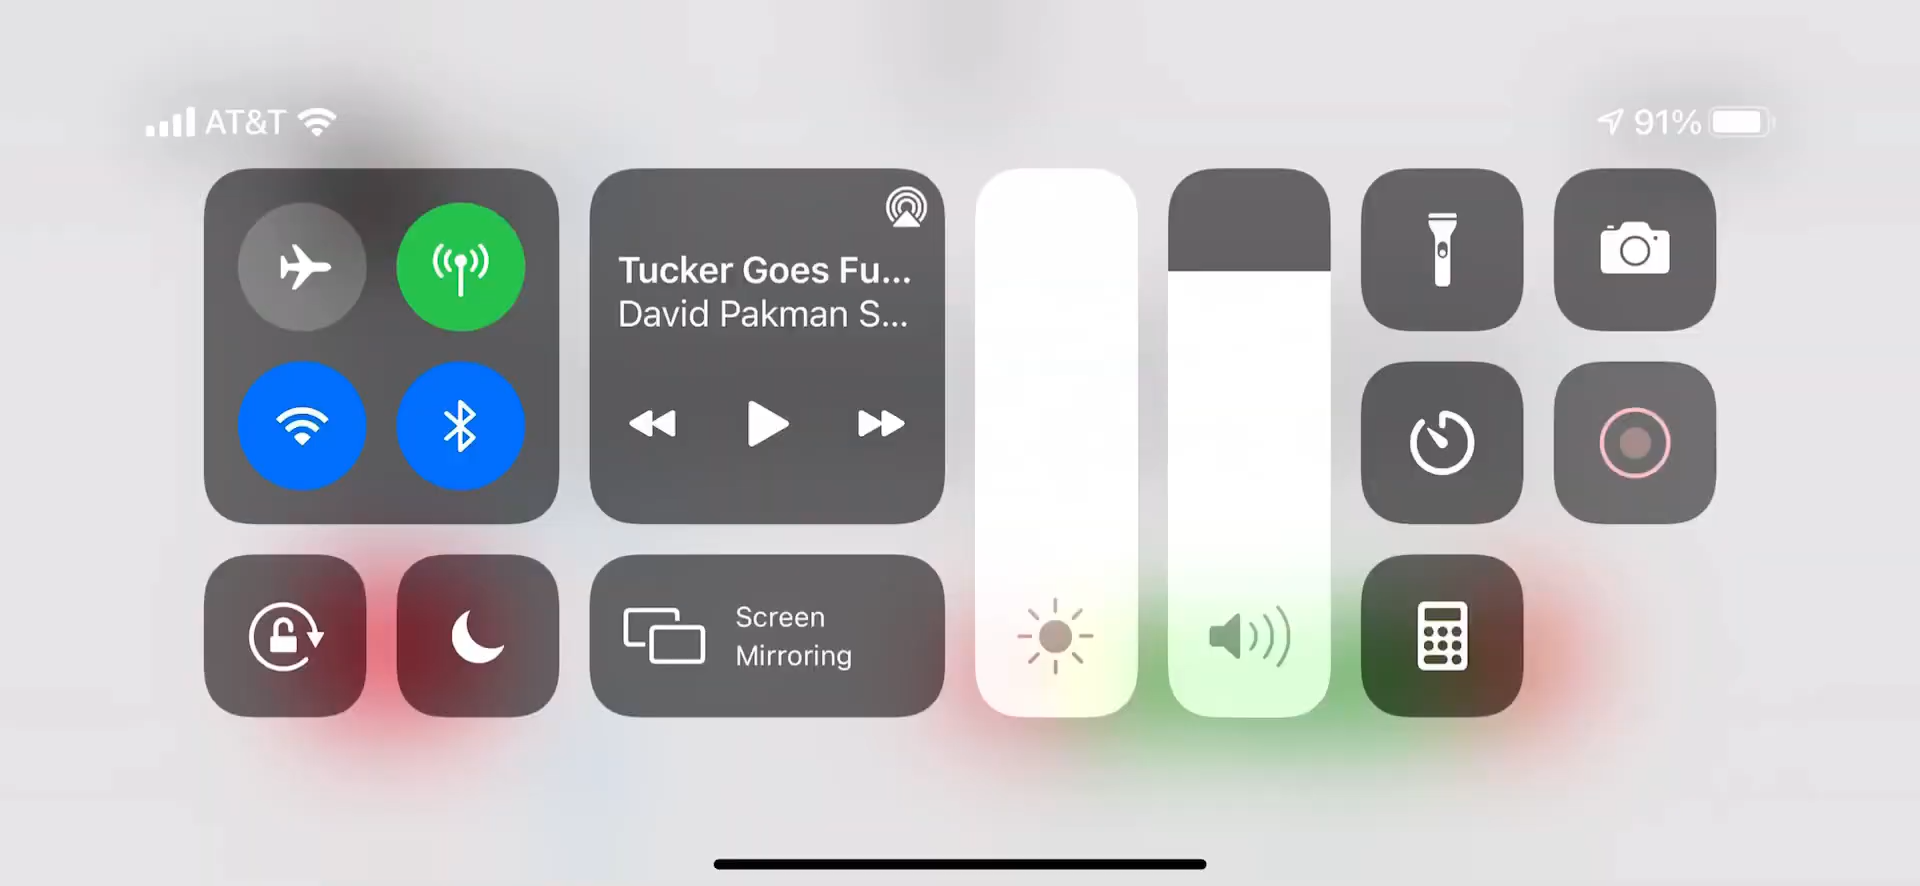 AT&T
91%
Tucker Goes Fu...
David Pakman S...
Screen
Mirroring